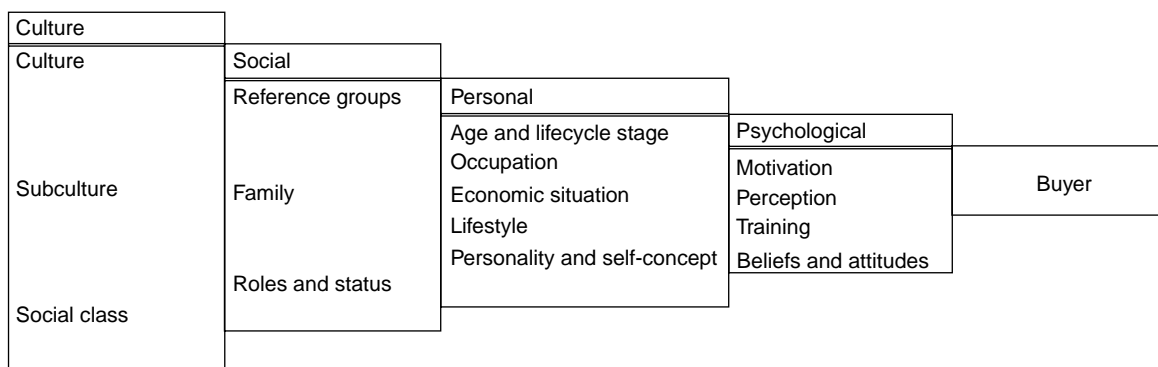 Culture
Culture
Subculture
Social class
Social
Reference groups
Family
Roles and status
Personal
Age and lifecycle stage
Occupation
Economic situation
Lifestyle
Personality and self-concept
Psychological
Motivation
Perception
Training
Beliefs and attitudes
Buyer